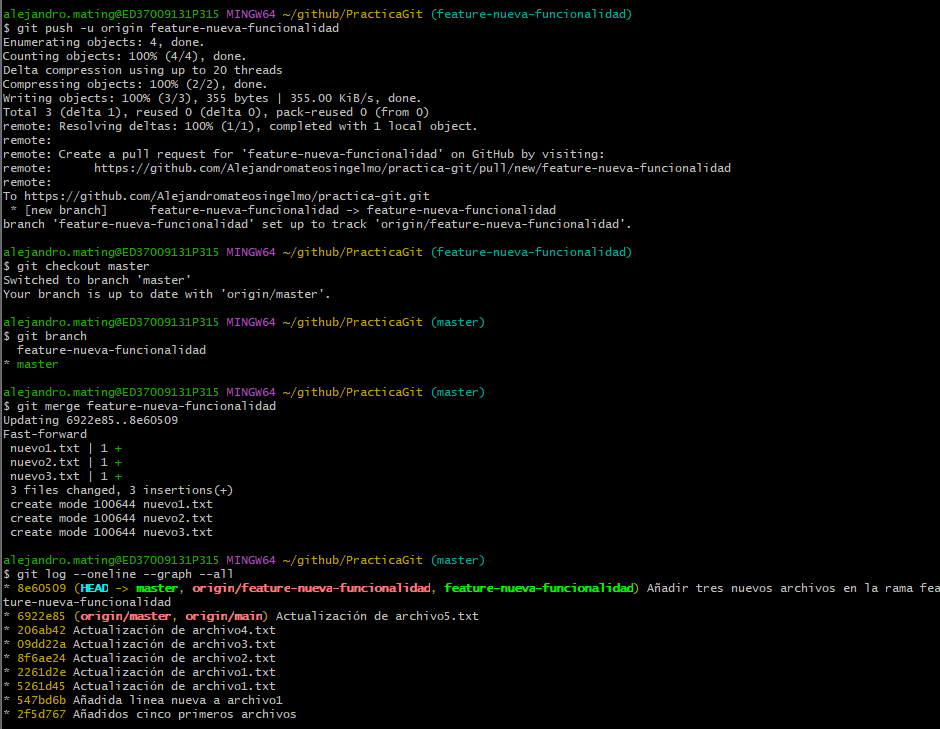 alejandro.mating@ED37009131P315 MINGW64 ~/github/PracticaGit (feature-nueva-funcionalidad)
$ git push -u origin feature-nueva-funcionalidad
Enumerating objects: 4, done.
Counting objects: 100% (4/4), done.
Delta compression using up to 20 threads
Compressing objects: 100% (2/2), done.
Writing objects: 100% (3/3), 355 bytes | 355.00 KiB/s, done.
Total 3 (delta 1), reused 0 (delta 0), pack-reused 0 (from 0)
remote: Resolving deltas: 100% (1/1), completed with 1 local object.
remote:
remote: Create a pull request for 'feature-nueva-funcionalidad' on GitHub by visiting:
remote:      https://github.com/Alejandromateosingelmo/practica-git/pull/new/feature-nueva-funcionalidad
remote:
To https://github.com/Alejandromateosingelmo/practica-git.git
 * [new branch]      feature-nueva-funcionalidad -> feature-nueva-funcionalidad
branch 'feature-nueva-funcionalidad' set up to track 'origin/feature-nueva-funcionalidad'.

alejandro.mating@ED37009131P315 MINGW64 ~/github/PracticaGit (feature-nueva-funcionalidad)
$ git checkout master
Switched to branch 'master'
Your branch is up to date with 'origin/master'.

alejandro.mating@ED37009131P315 MINGW64 ~/github/PracticaGit (master)
$ git branch
  feature-nueva-funcionalidad
* master

alejandro.mating@ED37009131P315 MINGW64 ~/github/PracticaGit (master)
$ git merge feature-nueva-funcionalidad
Updating 6922e85..8e60509
Fast-forward
 nuevo1.txt | 1 +
 nuevo2.txt | 1 +
 nuevo3.txt | 1 +
 3 files changed, 3 insertions(+)
 create mode 100644 nuevo1.txt
 create mode 100644 nuevo2.txt
 create mode 100644 nuevo3.txt

alejandro.mating@ED37009131P315 MINGW64 ~/github/PracticaGit (master)
$ git log --oneline --graph --all
* 8e60509 (HEAD -> master, origin/feature-nueva-funcionalidad, feature-nueva-funcionalidad) Añadir tres nuevos archivos en la rama fea
ture-nueva-funcionalidad
* 6922e85 (origin/master, origin/main) Actualización de archivo5.txt
* 206ab42 Actualización de archivo4.txt
* 09dd22a Actualización de archivo3.txt
* 8f6ae24 Actualización de archivo2.txt
* 2261d2e Actualización de archivo1.txt
* 5261d45 Actualización de archivo1.txt
* 547bd6b Añadida linea nueva a archivo1
* 2f5d767 Añadidos cinco primeros archivos